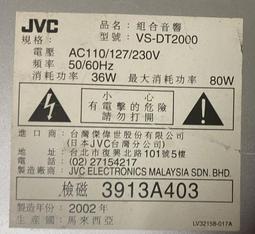 JVC
品名：組合音響
規格：
VS-DT2000
電壓：AC110/127/230V
頻率：50/60HZ
消耗功率：36W 最大消耗功率：80W
小心
有電擊的危險
請勿打開
進口商：台灣傑偉世股份有限公司
(日本JVC台灣分公司)
地址：台北市復興北路101號5樓
電話：(02) 27154217
製造廠商：JVC ELECTRONICS MALAYSIA SDN. BHD.
檢磁 3913A403
製造年份：2002年
生產國：馬來西亞
LV32158-017A